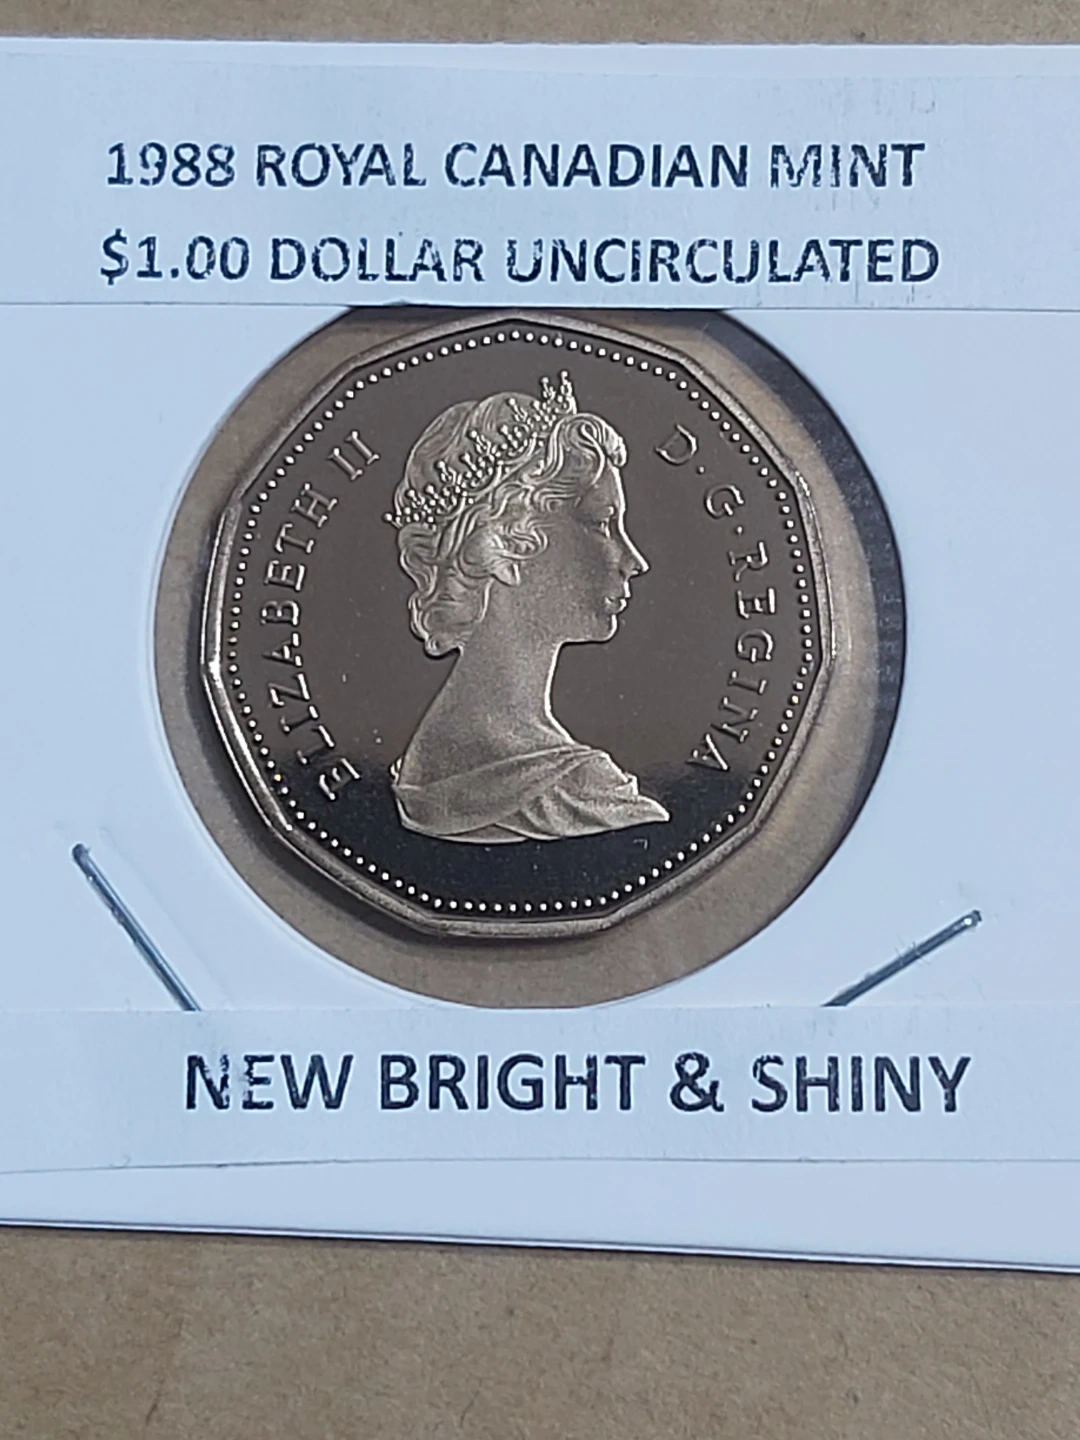 1988 ROYAL CANADIAN MINT
$1.00 DOLLAR UNCIRCULATED
ELIZABETH II D·G·REGINA
NEW BRIGHT & SHINY